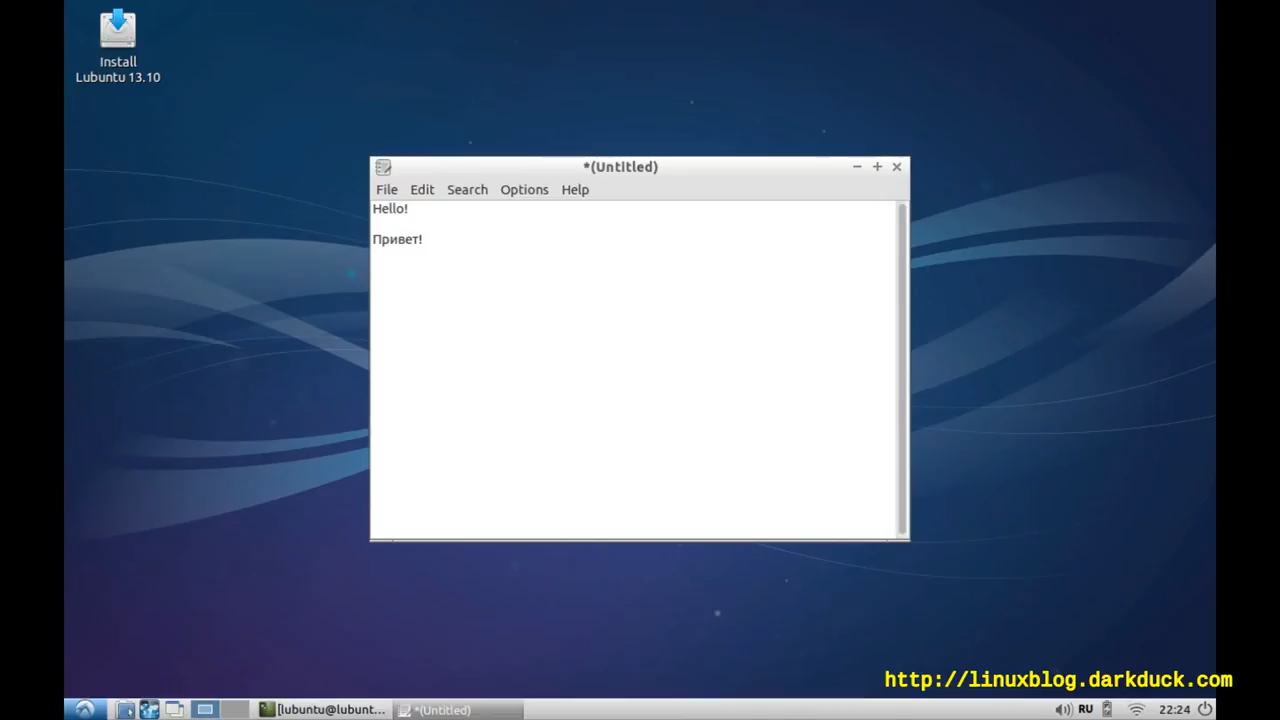 Install
Lubuntu 13.10
*(Untitled)
File Edit Search Options Help
Hello!
Привет!
http://linuxblog.darkduck.com
[lubuntu@lubunt... *(Untitled) RU 22:24